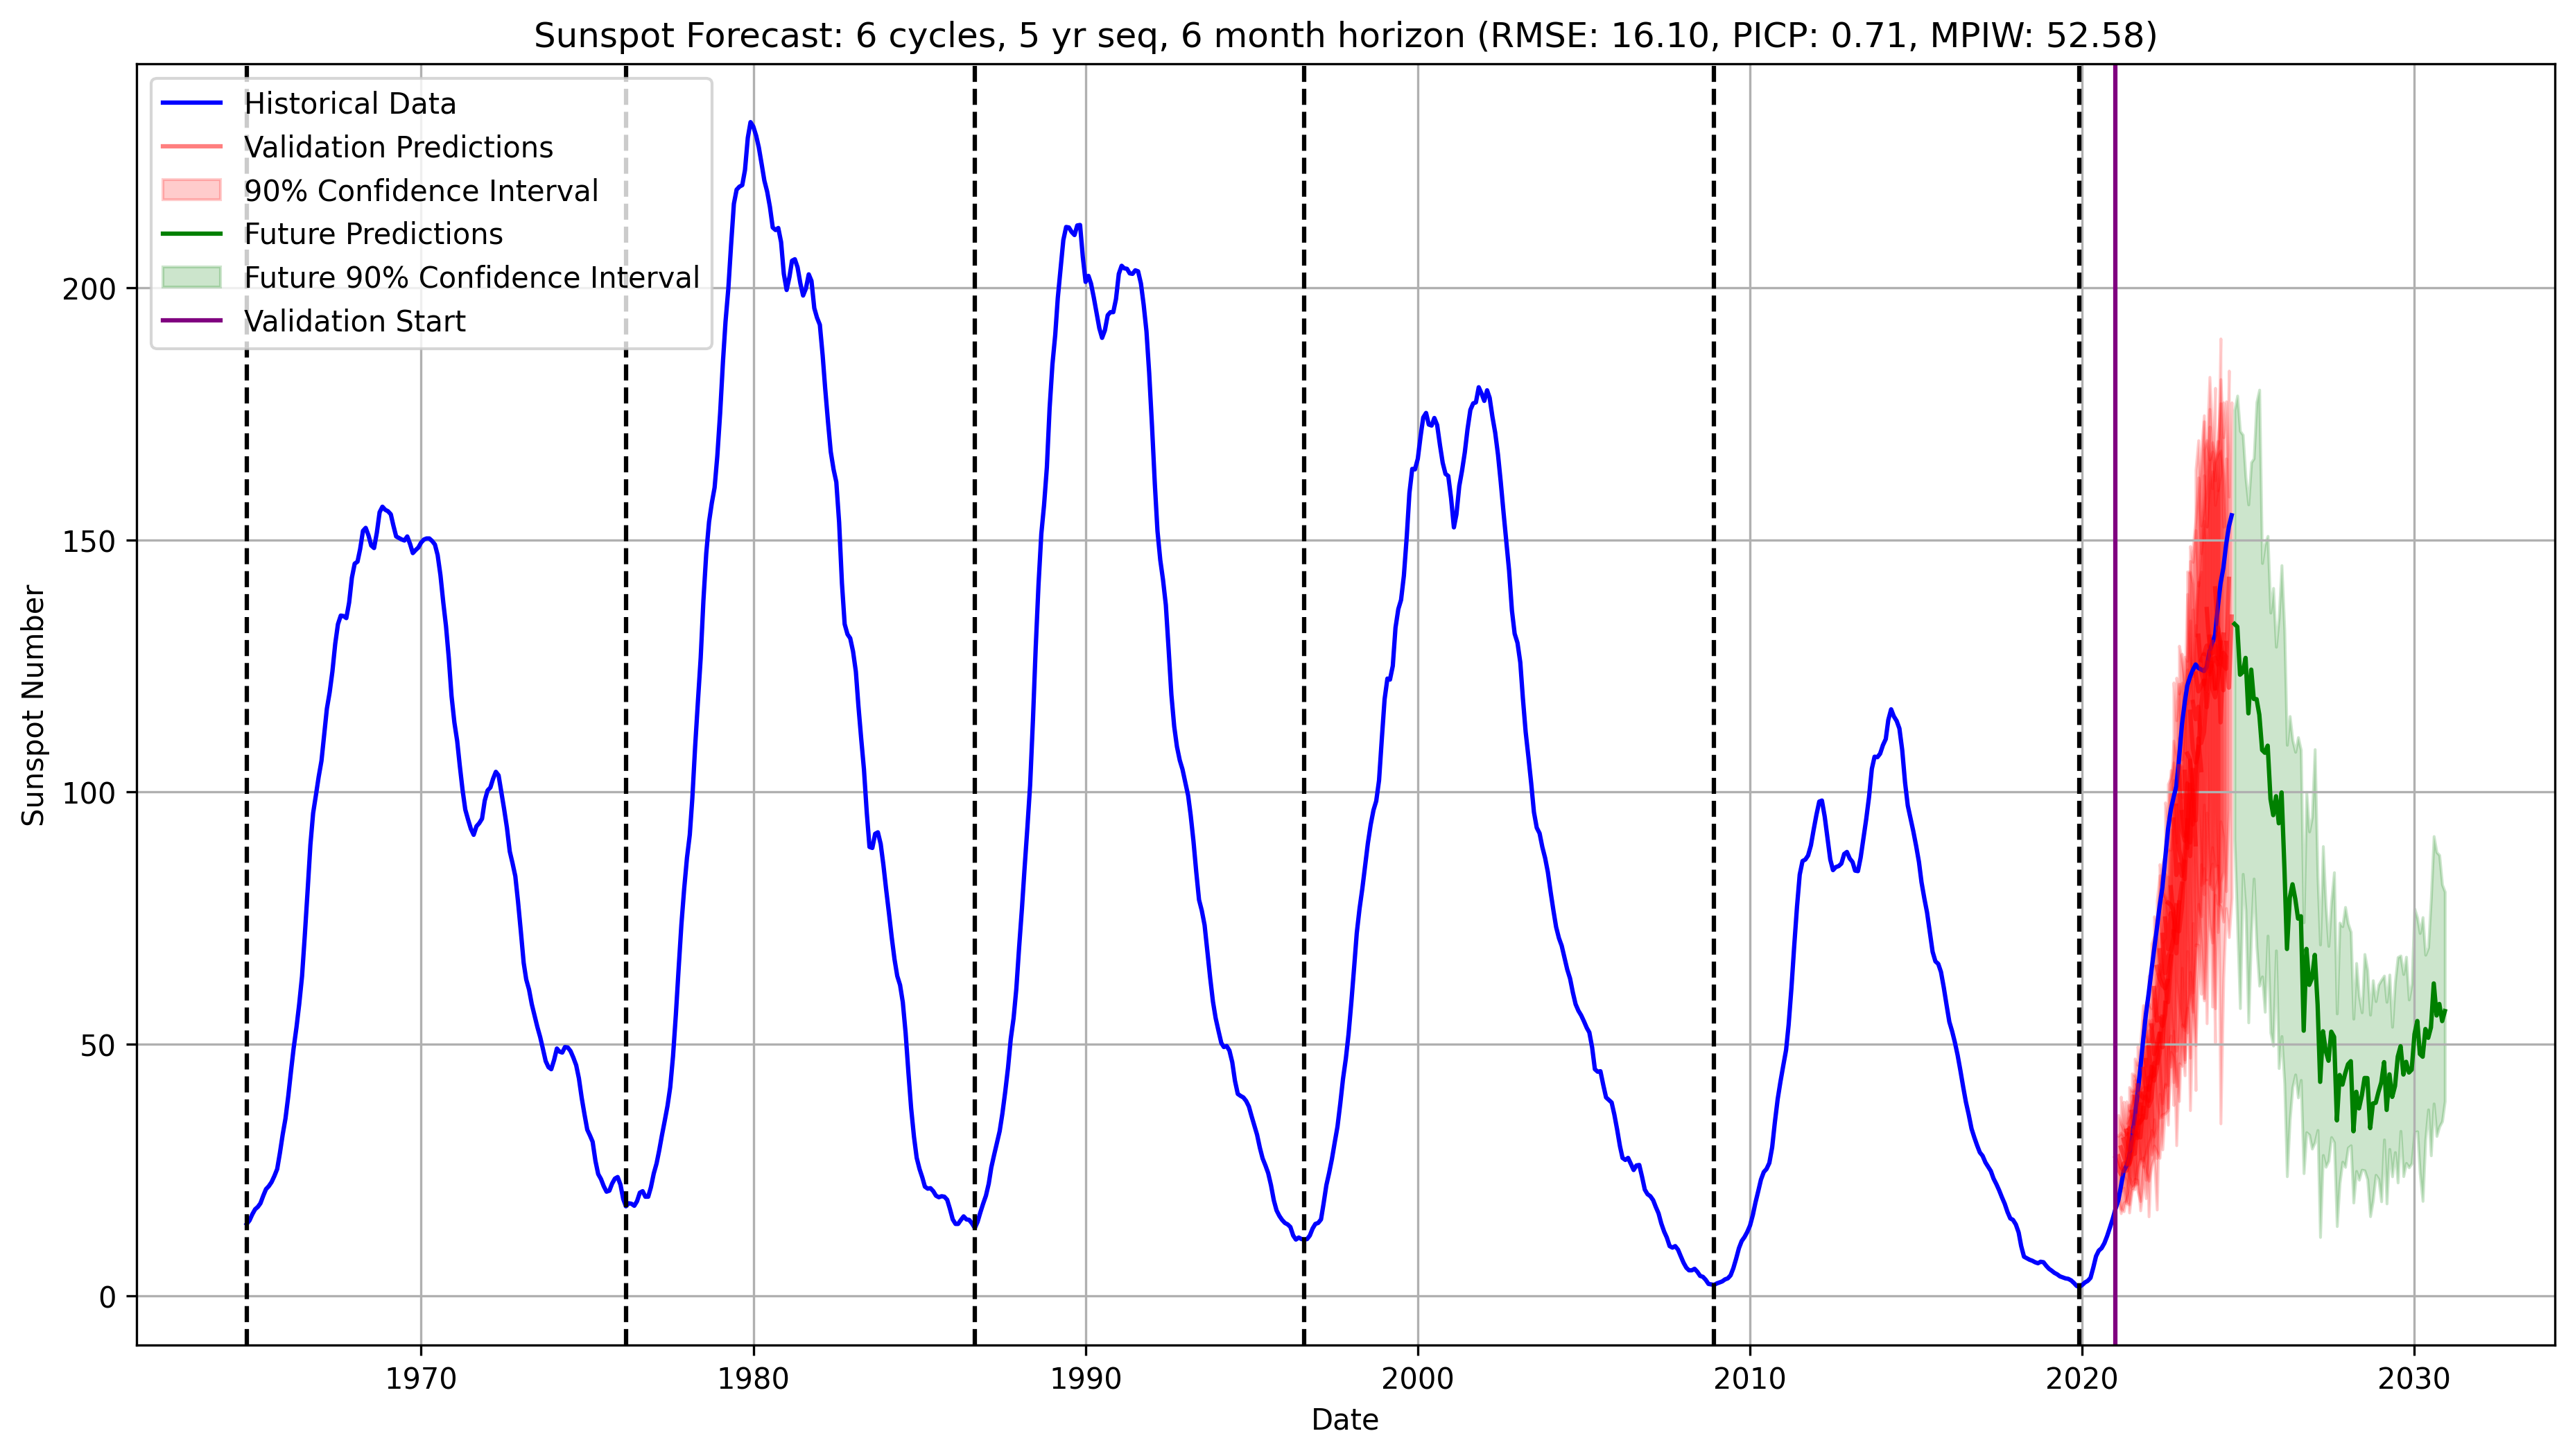 Sunspot Forecast: 6 cycles, 5 yr seq, 6 month horizon (RMSE: 16.10, PICP: 0.71, MPIW: 52.58)
Historical Data
Validation Predictions
90% Confidence Interval
Future Predictions
Future 90% Confidence Interval
Validation Start
Sunspot Number
200
150
100
50
0
1970 1980 1990 2000 2010 2020 2030
Date